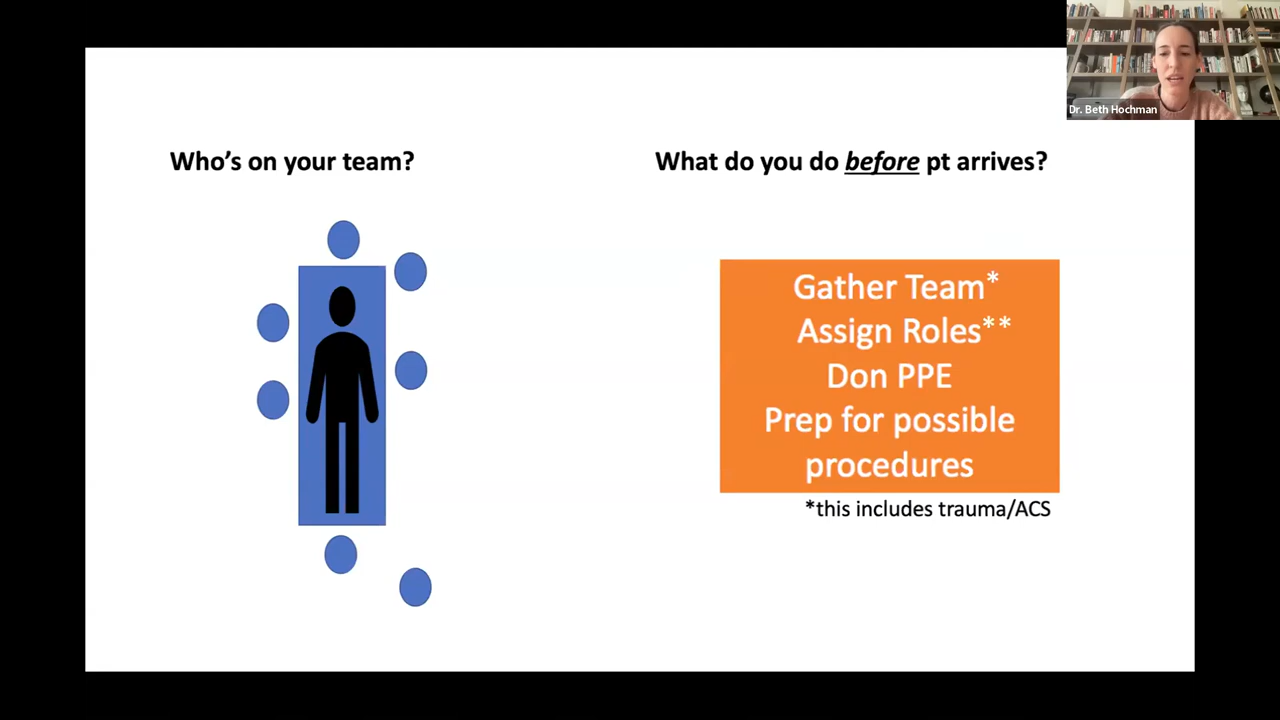 Dr. Beth Hochman
Who's on your team?
What do you do before pt arrives?
Gather Team*
Assign Roles**
Don PPE
Prep for possible
procedures
*this includes trauma/ACS